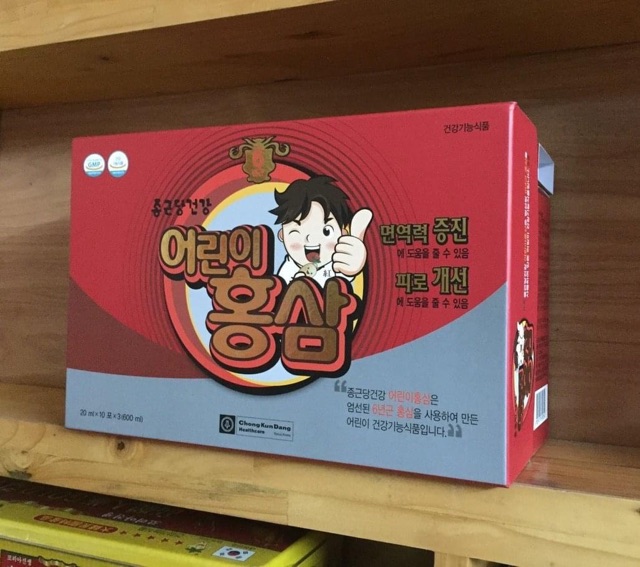 건강기능식품
GMP
종근당건강
어린이
홍삼
면역력 증진
에 도움을 줄 수 있음
피로 개선
에 도움을 줄 수 있음
“종근당건강 어린이홍삼은
엄선된 6년근 홍삼을 사용하여 만든
어린이 건강기능식품입니다.”
20 ml×10 포×3(600 ml)
Chong Kun Dang
Healthcare